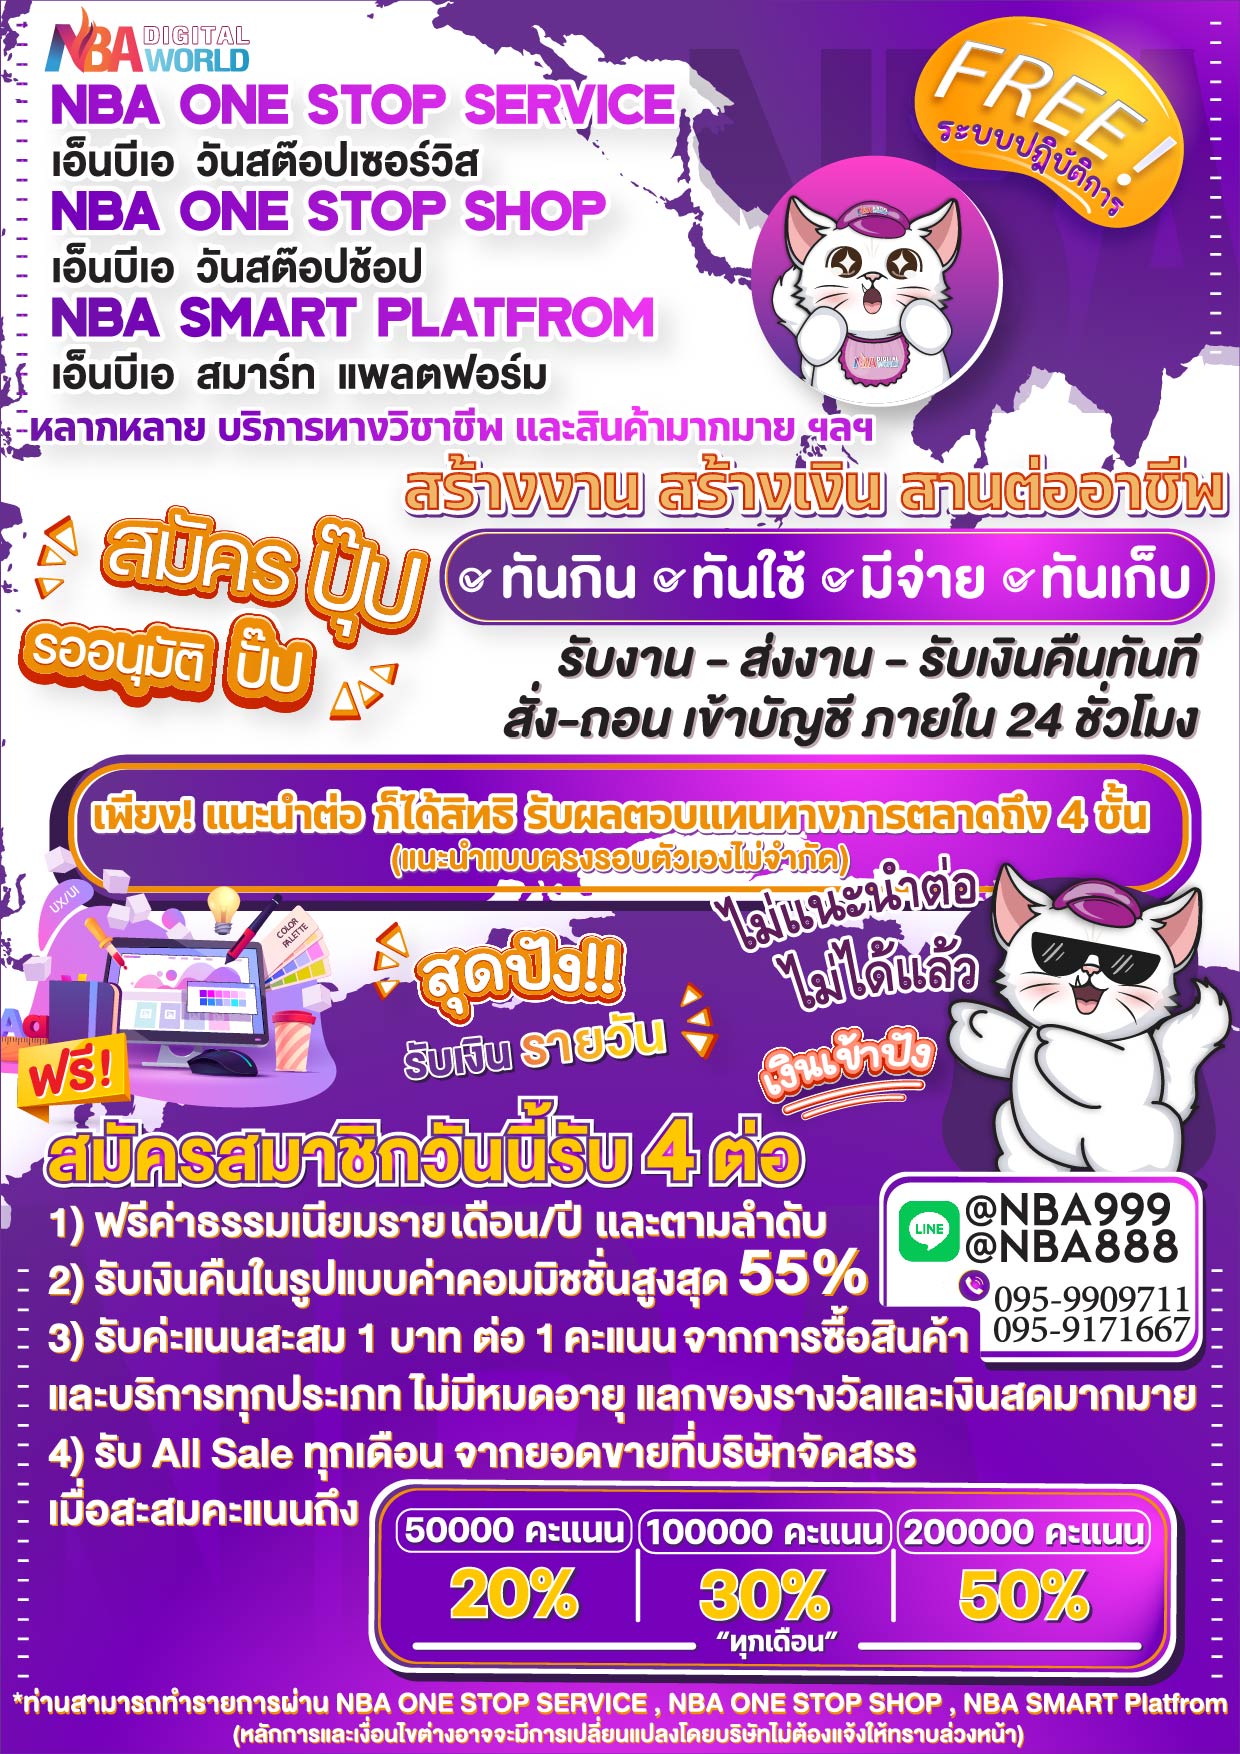 NBA DIGITAL WORLD
NBA ONE STOP SERVICE
เอ็นบีเอ วันสต๊อปเซอร์วิส
NBA ONE STOP SHOP
เอ็นบีเอ วันสต๊อปช้อป
NBA SMART PLATFROM
เอ็นบีเอ สมาร์ท แพลตฟอร์ม
หลากหลาย บริการทางวิชาชีพ และสินค้ามากมาย ฯลฯ
FREE !
ระบบปฏิบัติการ
สร้างงาน สร้างเงิน สานต่ออาชีพ
สมัคร ปุ๊บ
รออนุมัติ ปั๊บ
ทันกิน ทันใช้ มีจ่าย ทันเก็บ
รับงาน - ส่งงาน - รับเงินคืนทันที
สั่ง-ถอน เข้าบัญชี ภายใน 24 ชั่วโมง
เพียง! แนะนำต่อ ก็ได้สิทธิ รับผลตอบแทนทางการตลาดถึง 4 ชั้น
(แนะนำแบบตรงรอบตัวเองไม่จำกัด)
UX/UI
COLOR PALETTE
Aa
สุดปัง!!
รับเงิน รายวัน
ไม่แนะนำต่อ
ไม่ได้แล้ว
เงินเข้าปัง
ฟรี!
สมัครสมาชิกวันนี้รับ 4 ต่อ
1) ฟรีค่าธรรมเนียมราย เดือน/ปี และตามลำดับ
2) รับเงินคืนในรูปแบบค่าคอมมิชชั่นสูงสุด 55%
3) รับค่ะแนนสะสม 1 บาท ต่อ 1 คะแนน จากการซื้อสินค้า
และบริการทุกประเภท ไม่มีหมดอายุ แลกของรางวัลและเงินสดมากมาย
4) รับ All Sale ทุกเดือน จากยอดขายที่บริษัทจัดสรร
เมื่อสะสมคะแนนถึง
LINE
@NBA999
@NBA888
095-9909711
095-9171667
50000 คะแนน 100000 คะแนน 200000 คะแนน
20% 30% 50%
“ทุกเดือน”
*ท่านสามารถทำรายการผ่าน NBA ONE STOP SERVICE , NBA ONE STOP SHOP , NBA SMART Platfrom
(หลักการและเงื่อนไขต่างอาจจะมีการเปลี่ยนแปลงโดยบริษัทไม่ต้องแจ้งให้ทราบล่วงหน้า)